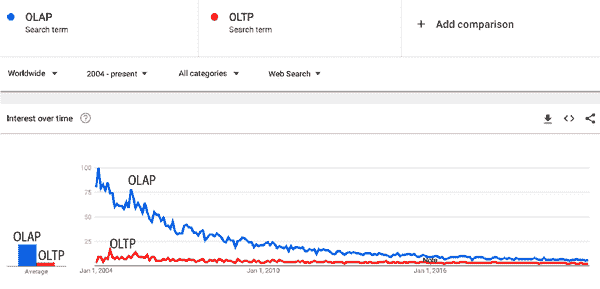 OLAP
Search term
OLTP
Search term
+ Add comparison
Worldwide
2004 - present
All categories
Web Search
Interest over time
100
75
50
25
OLAP
OLTP
OLAP
OLTP
Average
Jan 1, 2004
Jan 1, 2010
Jan 1, 2016
Note